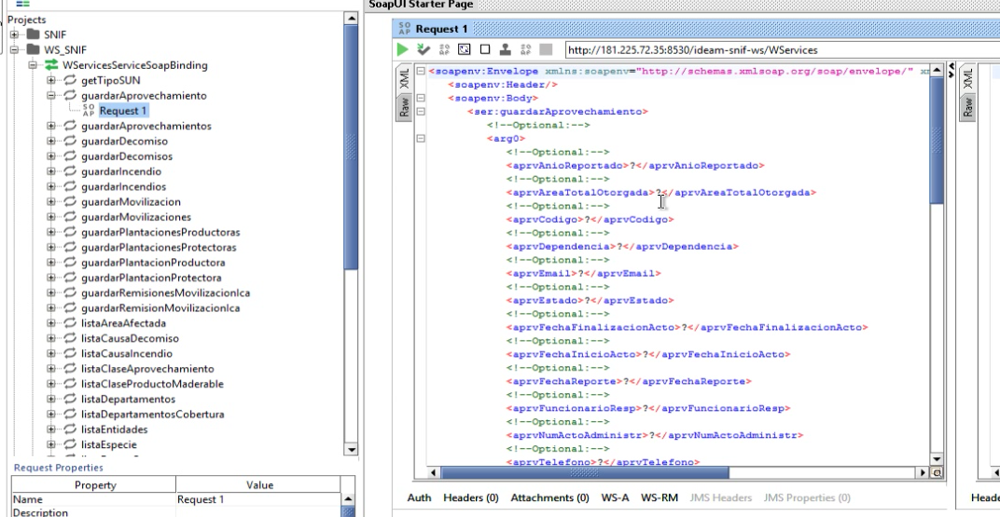 SoapUI Starter Page
Projects
SNIF
WS_SNIF
WServicesServiceSoapBinding
getTipoSUN
guardarAprovechamiento
Request 1
guardarAprovechamientos
guardarDecomiso
guardarDecomisos
guardarIncendio
guardarIncendios
guardarMovilizacion
guardarMovilizaciones
guardarPlantacionesProductoras
guardarPlantacionesProtectoras
guardarPlantacionProductora
guardarPlantacionProtectora
guardarRemisionesMovilizacionIca
guardarRemisionMovilizacionIca
listaAreaAfectada
listaCausaDecomiso
listaCausaIncendio
listaClaseAprovechamiento
listaClaseProductoMaderable
listaDepartamentos
listaDepartamentosCobertura
listaEntidades
listaEspecie
Request Properties
Property Value
Name Request 1
Description
SO AP Request 1
http://181.225.72.35:8530/ideam-snif-ws/WServices
XML
Raw
<soapenv:Envelope xmlns:soapenv="http://schemas.xmlsoap.org/soap/envelope/"
<soapenv:Header/>
<soapenv:Body>
<ser:guardarAprovechamiento>
<!--Optional:-->
<arg0>
<!--Optional:-->
<aprvAnioReportado>?</aprvAnioReportado>
<!--Optional:-->
<aprvAreaTotalOtorgada>?</aprvAreaTotalOtorgada>
<!--Optional:-->
<aprvCodigo>?</aprvCodigo>
<!--Optional:-->
<aprvDependencia>?</aprvDependencia>
<!--Optional:-->
<aprvEmail>?</aprvEmail>
<!--Optional:-->
<aprvEstado>?</aprvEstado>
<!--Optional:-->
<aprvFechaFinalizacionActo>?</aprvFechaFinalizacionActo>
<!--Optional:-->
<aprvFechaInicioActo>?</aprvFechaInicioActo>
<!--Optional:-->
<aprvFechaReporte>?</aprvFechaReporte>
<!--Optional:-->
<aprvFuncionarioResp>?</aprvFuncionarioResp>
<!--Optional:-->
<aprvNumActoAdministr>?</aprvNumActoAdministr>
<!--Optional:-->
<aprvTelefono>?</aprvTelefono>
Auth Headers (0) Attachments (0) WS-A WS-RM JMS Headers JMS Properties (0)
XML
Raw